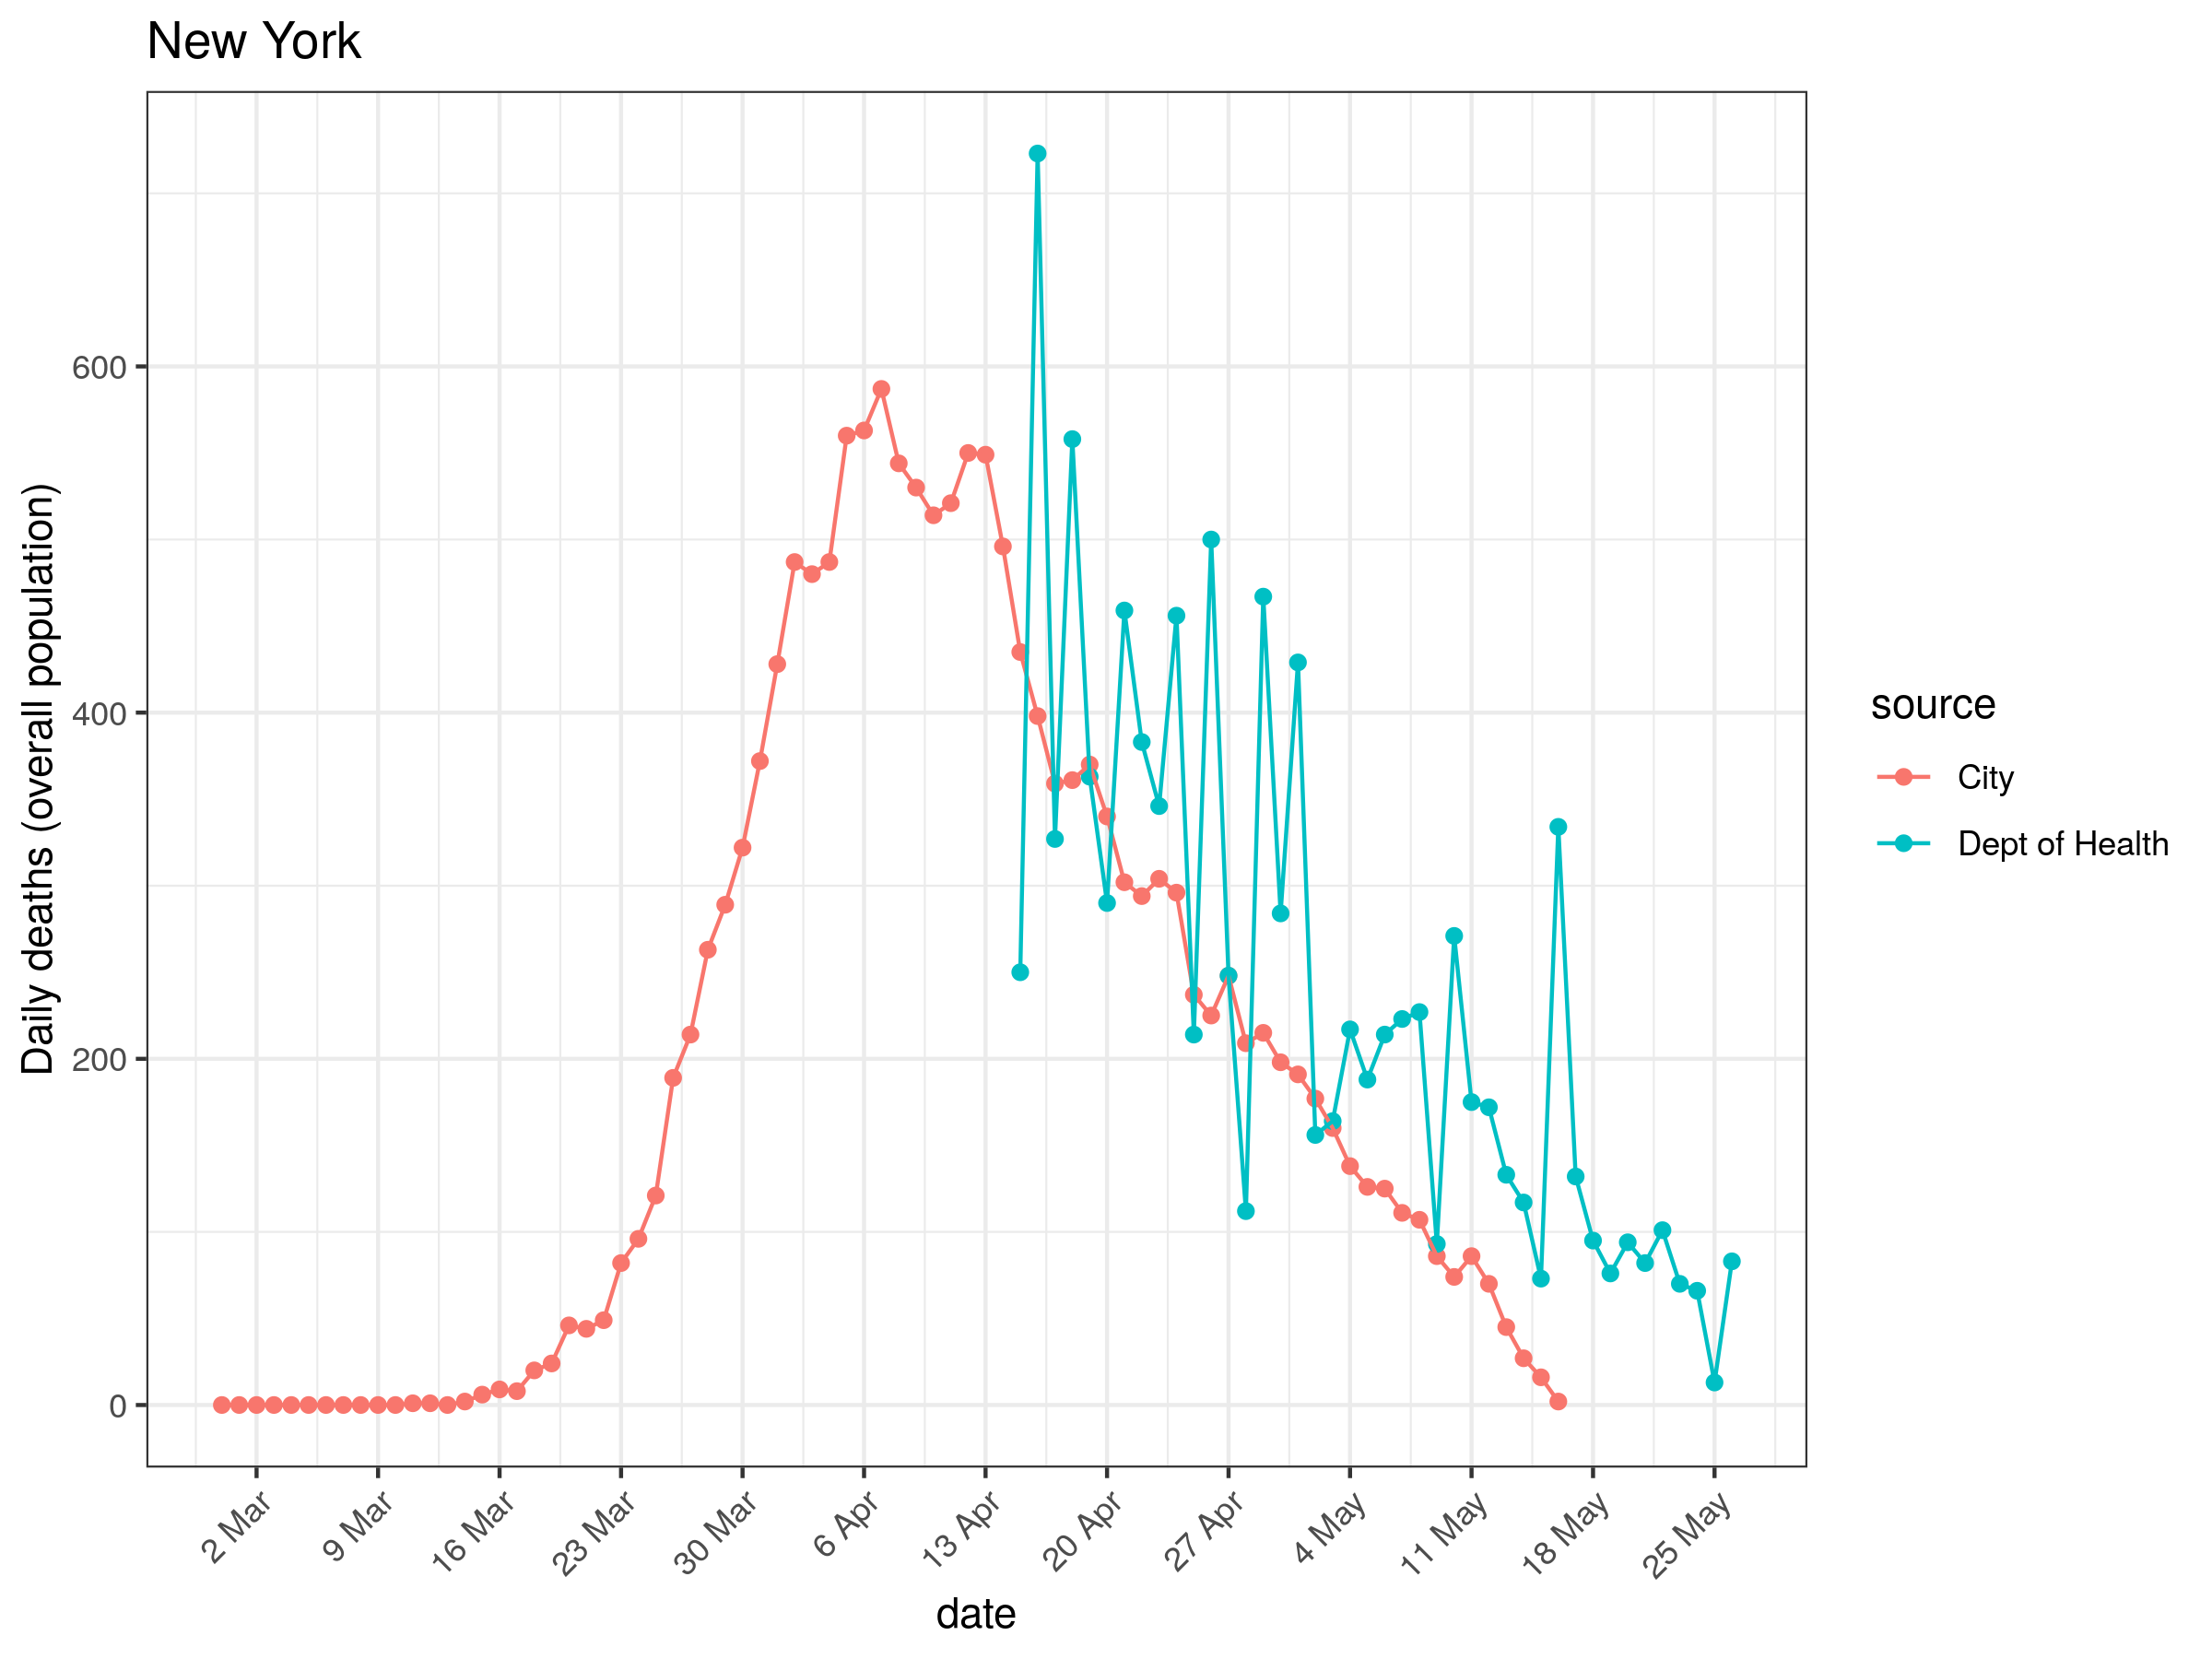 New York
Daily deaths (overall population)
600
400
200
0
2 Mar
9 Mar
16 Mar
23 Mar
30 Mar
6 Apr
13 Apr
20 Apr
27 Apr
4 May
11 May
18 May
25 May
date
source
City
Dept of Health